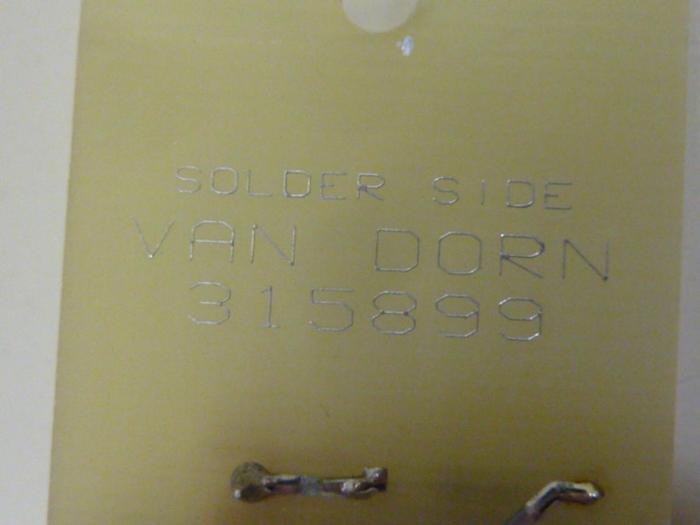 SOLDER SIDE
VAN DORN
315899